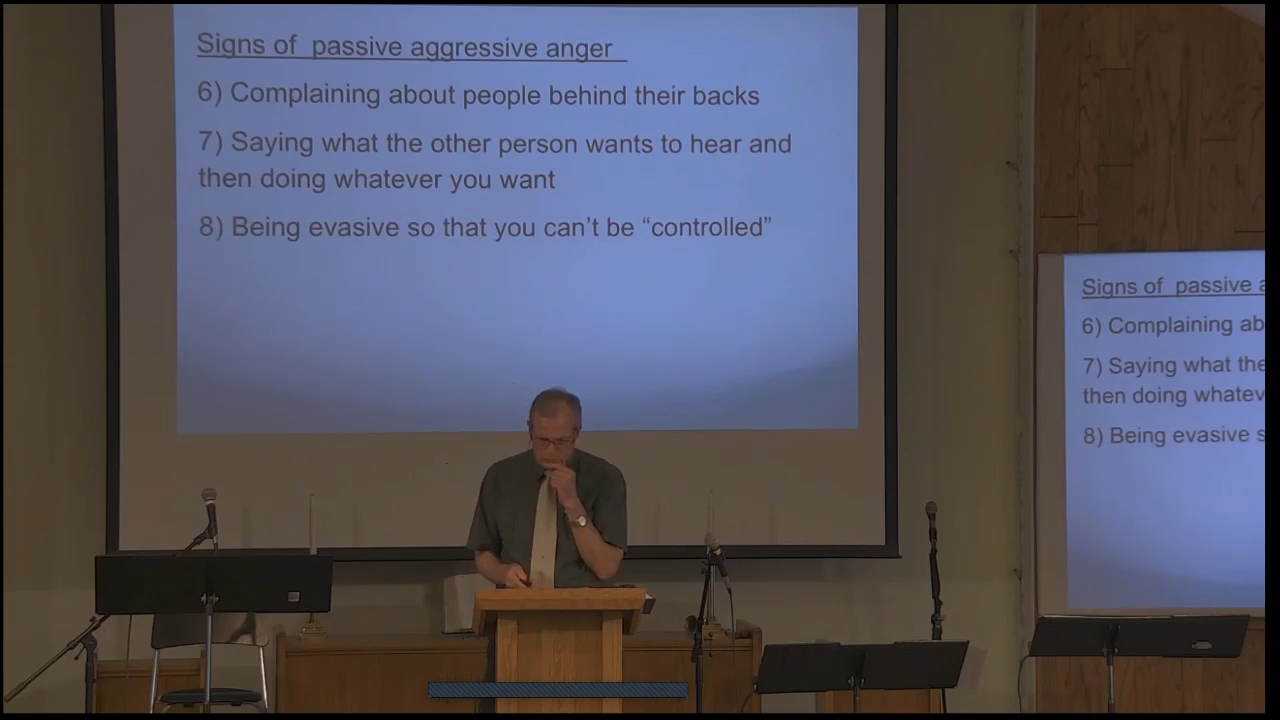 Signs of passive aggressive anger
6) Complaining about people behind their backs
7) Saying what the other person wants to hear and
then doing whatever you want
8) Being evasive so that you can’t be “controlled”
Signs of passive a
6) Complaining ab
7) Saying what the
then doing whatev
8) Being evasive s